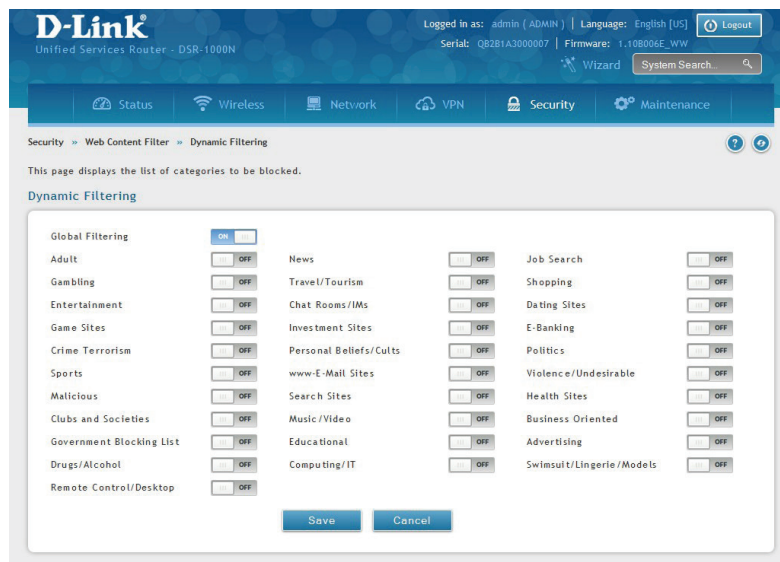 D-Link®
Logged in as: admin ( ADMIN ) | Language: English [US] Logout
Unified Services Router - DSR-1000N
Serial: QB2B1A3000007 | Firmware: 1.10B006E_WW
Wizard System Search...
Status Wireless Network VPN Security Maintenance
Security » Web Content Filter » Dynamic Filtering ?
This page displays the list of categories to be blocked.
Dynamic Filtering
Global Filtering ON
Adult OFF News OFF Job Search OFF
Gambling OFF Travel/Tourism OFF Shopping OFF
Entertainment OFF Chat Rooms/IMs OFF Dating Sites OFF
Game Sites OFF Investment Sites OFF E-Banking OFF
Crime Terrorism OFF Personal Beliefs/Cults OFF Politics OFF
Sports OFF www-E-Mail Sites OFF Violence/Undesirable OFF
Malicious OFF Search Sites OFF Health Sites OFF
Clubs and Societies OFF Music/Video OFF Business Oriented OFF
Government Blocking List OFF Educational OFF Advertising OFF
Drugs/Alcohol OFF Computing/IT OFF Swimsuit/Lingerie/Models OFF
Remote Control/Desktop OFF
Save Cancel